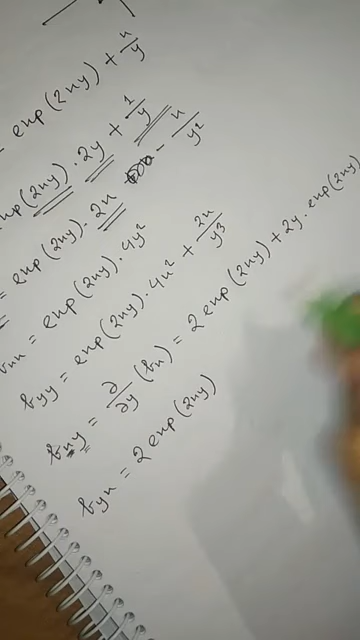 exp(2xy) + x/y
exp(2xy) · 2y + 1/y
= exp(2xy) · 2x - x/y²
fxx = exp(2xy) · 4y²
fyy = exp(2xy) · 4x² + 2x/y3
fxy = ∂/∂y (fx) = 2 exp(2xy) + 2y · exp(2xy)
fyx = 2 exp(2xy)